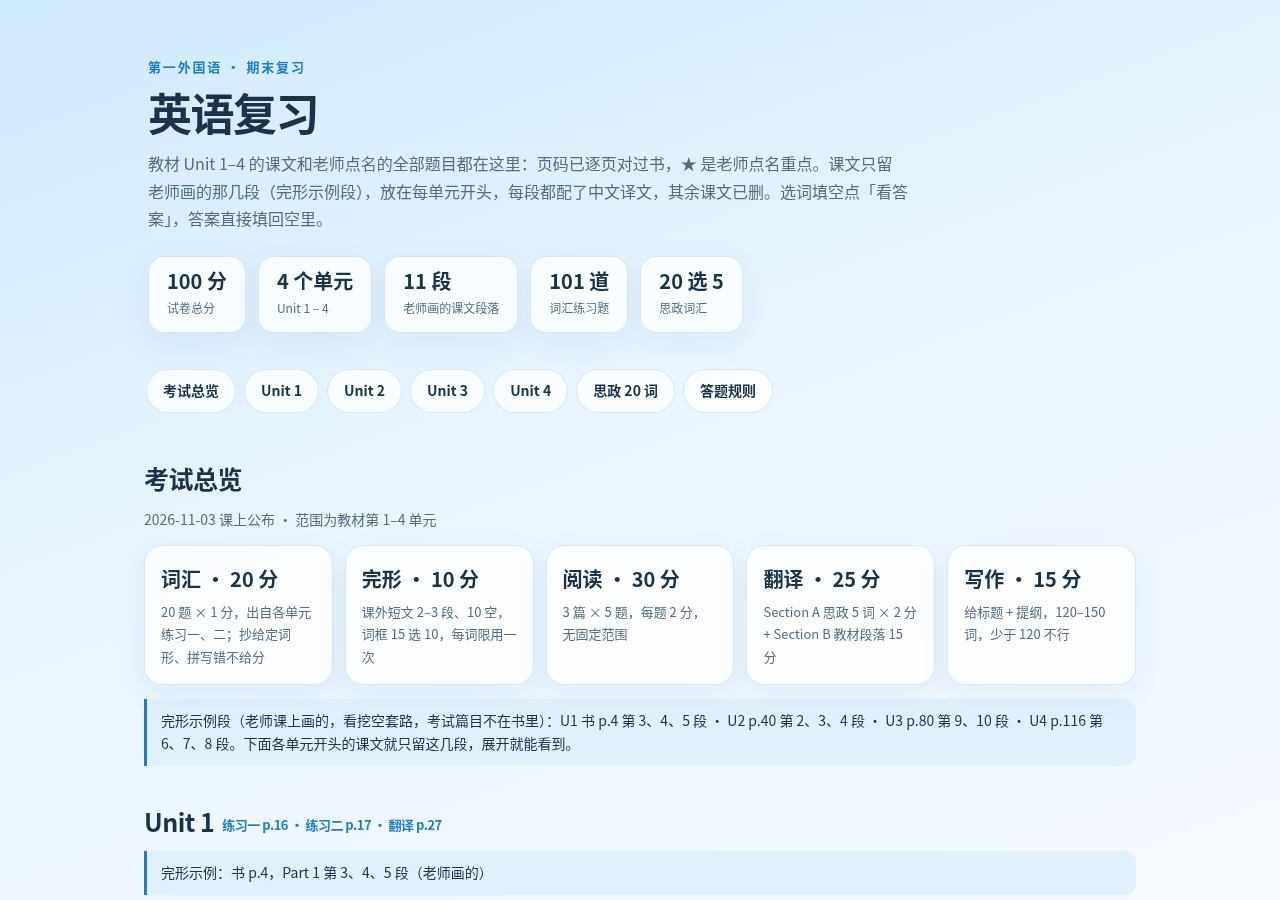 第一外国语 · 期末复习
英语复习
教材 Unit 1–4 的课文和老师点名的全部题目都在这里：页码已逐页对过书，★ 是老师点名重点。课文只留
老师画的那几段（完形示例段），放在每单元开头，每段都配了中文译文，其余课文已删。选词填空点「看答
案」，答案直接填回空里。
100 分
试卷总分
4 个单元
Unit 1 – 4
11 段
老师画的课文段落
101 道
词汇练习题
20 选 5
思政词汇
考试总览
Unit 1
Unit 2
Unit 3
Unit 4
思政 20 词
答题规则
考试总览
2026-11-03 课上公布 · 范围为教材第 1–4 单元
词汇 · 20 分
20 题 × 1 分，出自各单元
练习一、二；抄给定词
形、拼写错不给分
完形 · 10 分
课外短文 2–3 段、10 空，
词框 15 选 10，每词限用一
次
阅读 · 30 分
3 篇 × 5 题，每题 2 分，
无固定范围
翻译 · 25 分
Section A 思政 5 词 × 2 分
+ Section B 教材段落 15
分
写作 · 15 分
给标题 + 提纲，120–150
词，少于 120 不行
完形示例段（老师课上画的，看挖空套路，考试篇目不在书里）：U1 书 p.4 第 3、4、5 段 · U2 p.40 第 2、3、4 段 · U3 p.80 第 9、10 段 · U4 p.116 第
6、7、8 段。下面各单元开头的课文就只留这几段，展开就能看到。
Unit 1 练习一 p.16 · 练习二 p.17 · 翻译 p.27
完形示例：书 p.4，Part 1 第 3、4、5 段（老师画的）